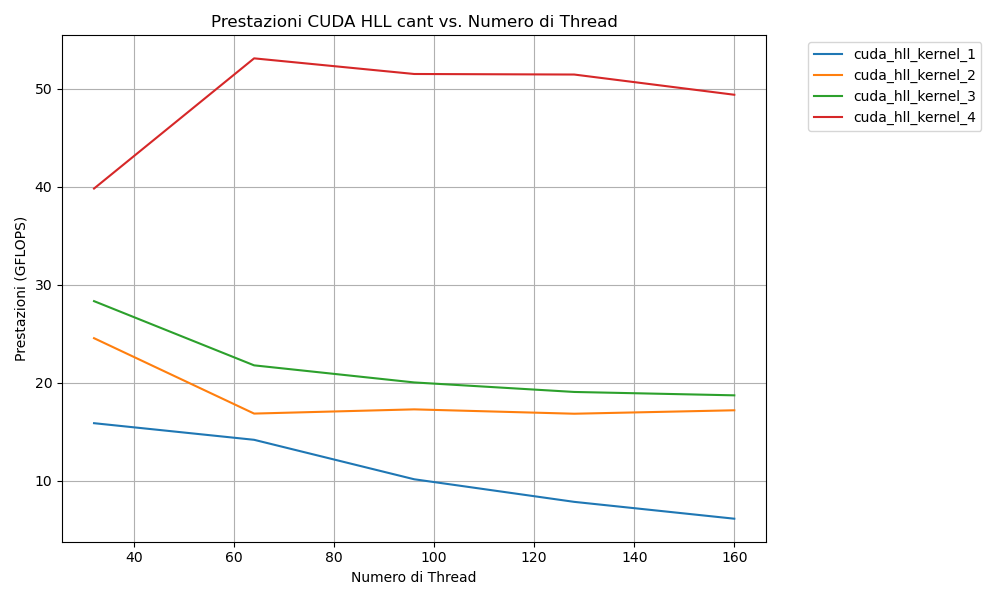 Prestazioni CUDA HLL cant vs. Numero di Thread
cuda_hll_kernel_1
cuda_hll_kernel_2
cuda_hll_kernel_3
cuda_hll_kernel_4
Prestazioni (GFLOPS)
50
40
30
20
10
40 60 80 100 120 140 160
Numero di Thread